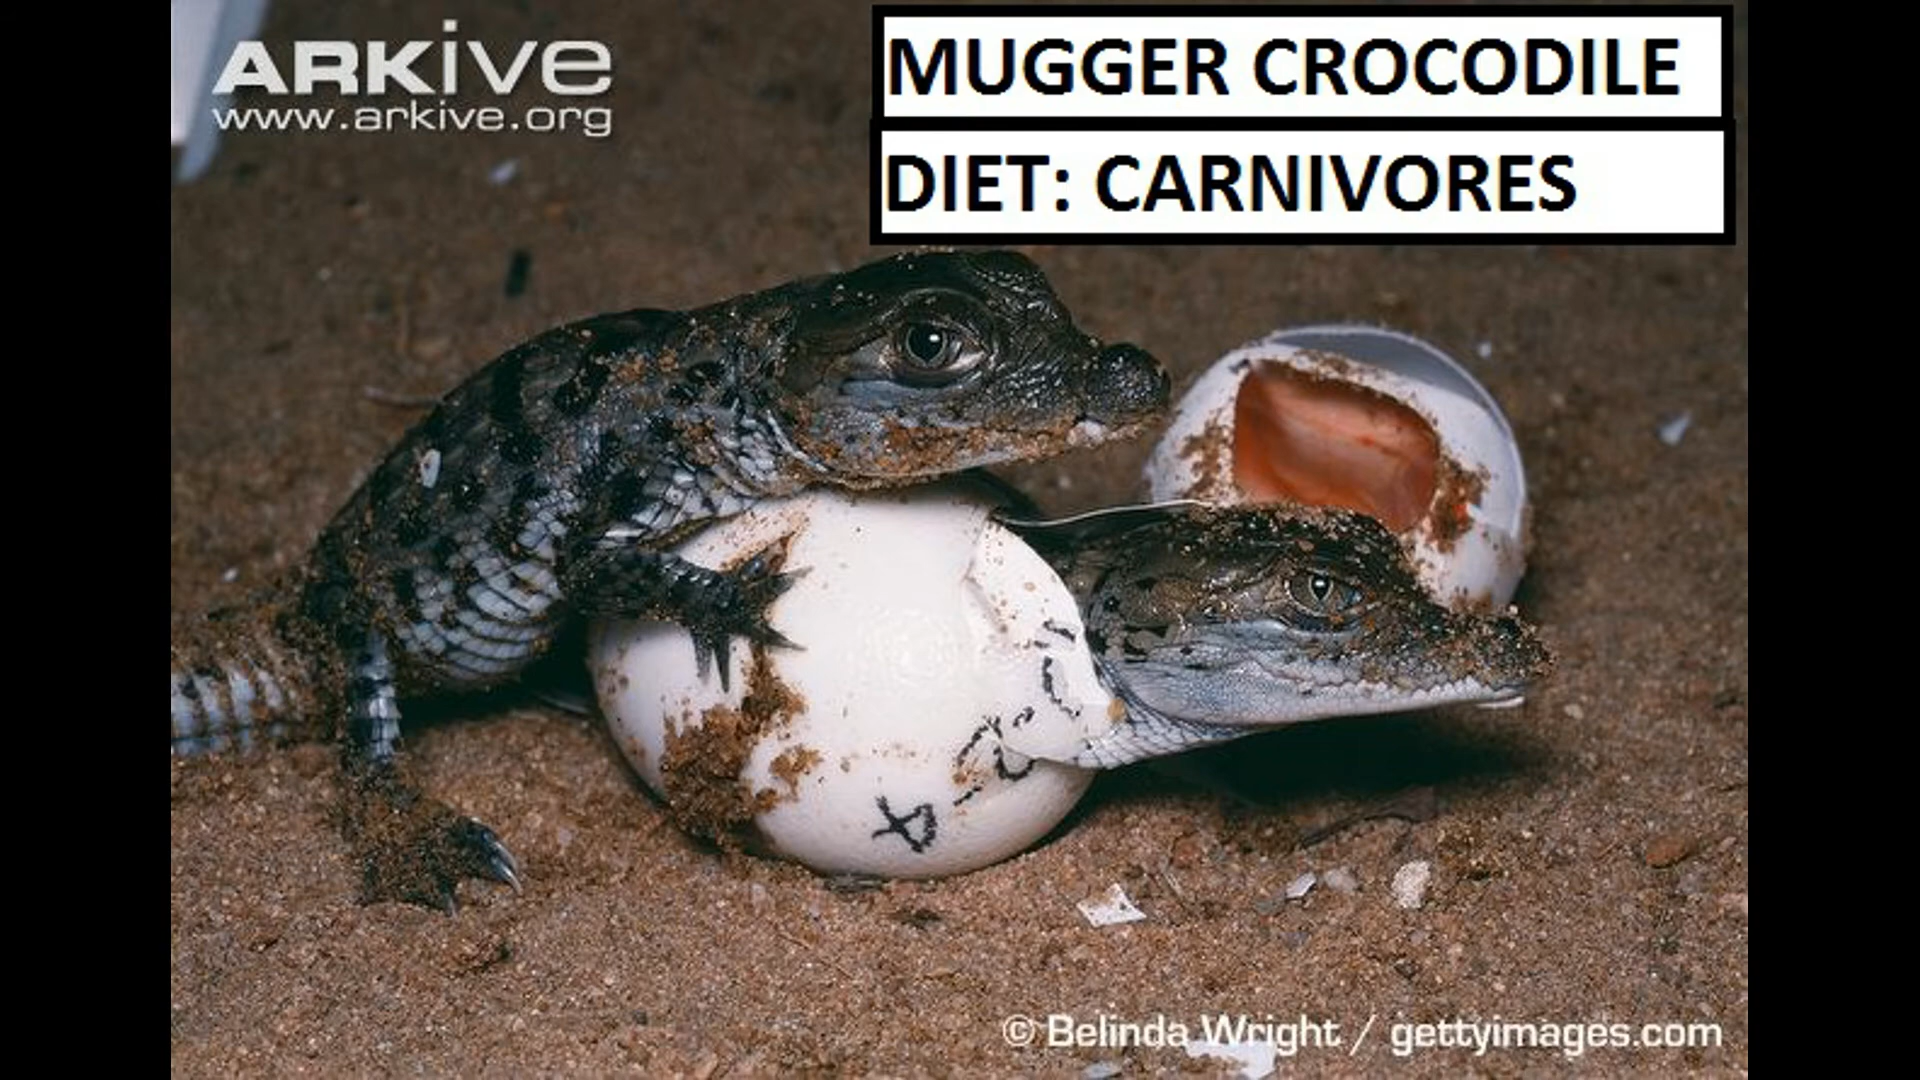 ARKive
www.arkive.org
MUGGER CROCODILE
DIET: CARNIVORES
© Belinda Wright / gettyimages.com